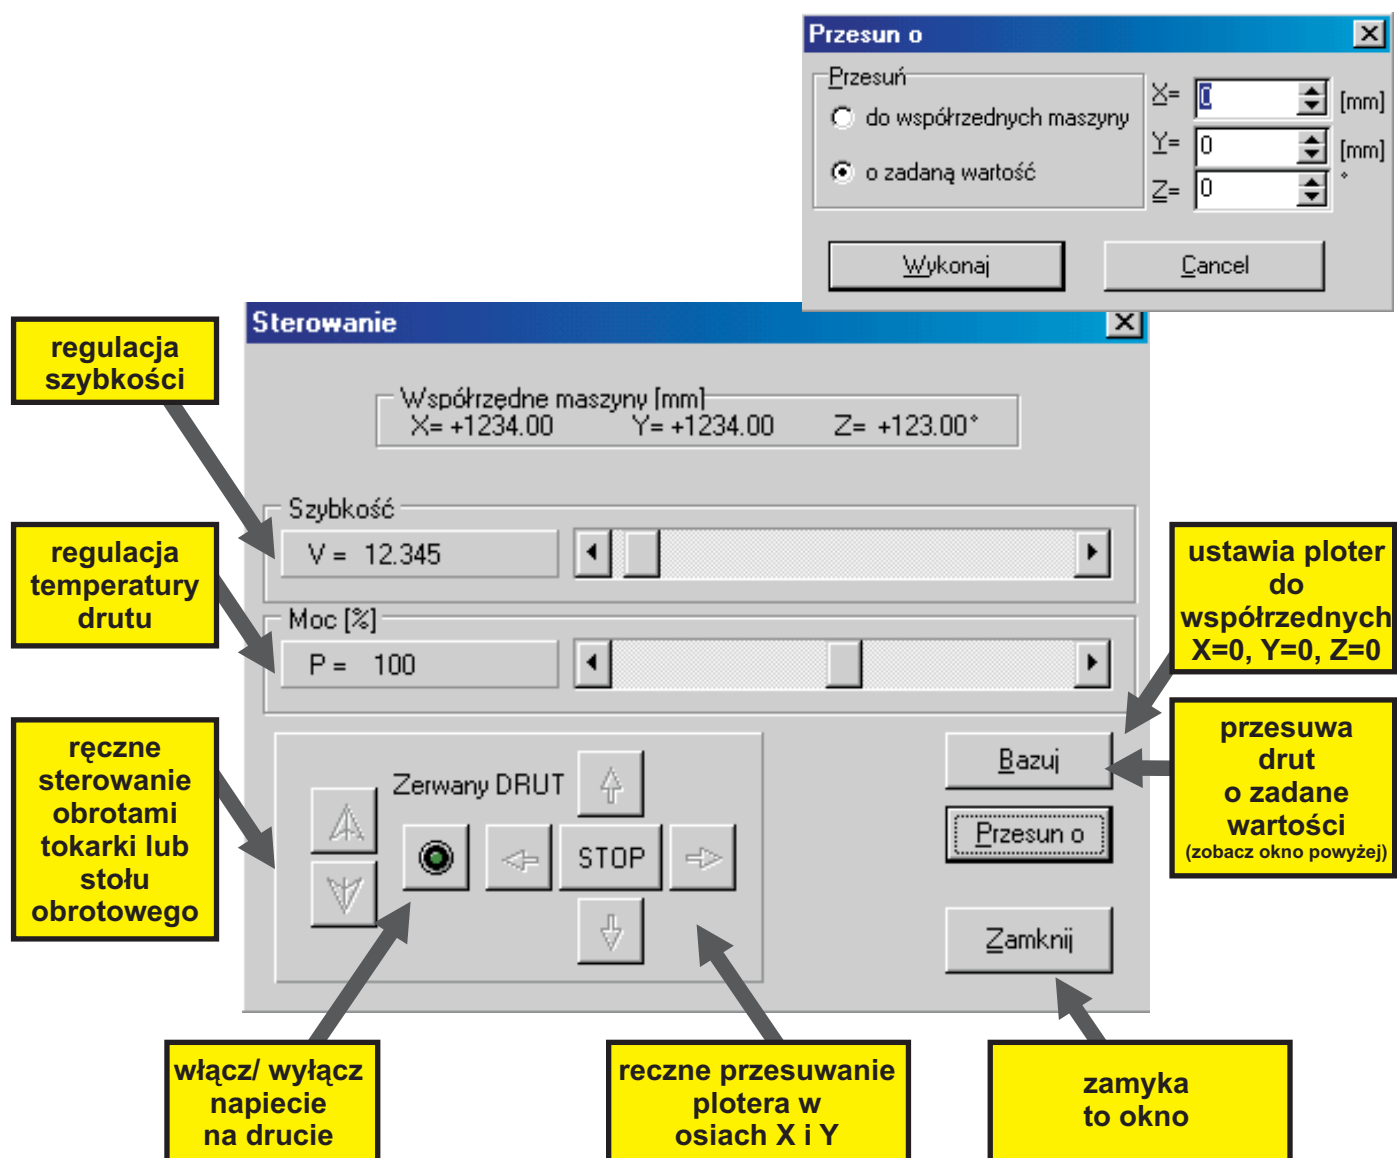 Przesun o
Przesuń
do współrzednych maszyny
o zadaną wartość
X= 0 [mm]
Y= 0 [mm]
Z= 0 °
Wykonaj
Cancel
Sterowanie
regulacja
szybkości
Współrzędne maszyny [mm]
X= +1234.00 Y= +1234.00 Z= +123.00°
Szybkość
V = 12.345
regulacja
temperatury
drutu
Moc [%]
P = 100
ustawia ploter
do
współrzednych
X=0, Y=0, Z=0
ręczne
sterowanie
obrotami
tokarki lub
stołu
obrotowego
Zerwany DRUT
STOP
Bazuj
Przesun o
Zamknij
przesuwa
drut
o zadane
wartości
(zobacz okno powyżej)
włącz/ wyłącz
napiecie
na drucie
reczne przesuwanie
plotera w
osiach X i Y
zamyka
to okno